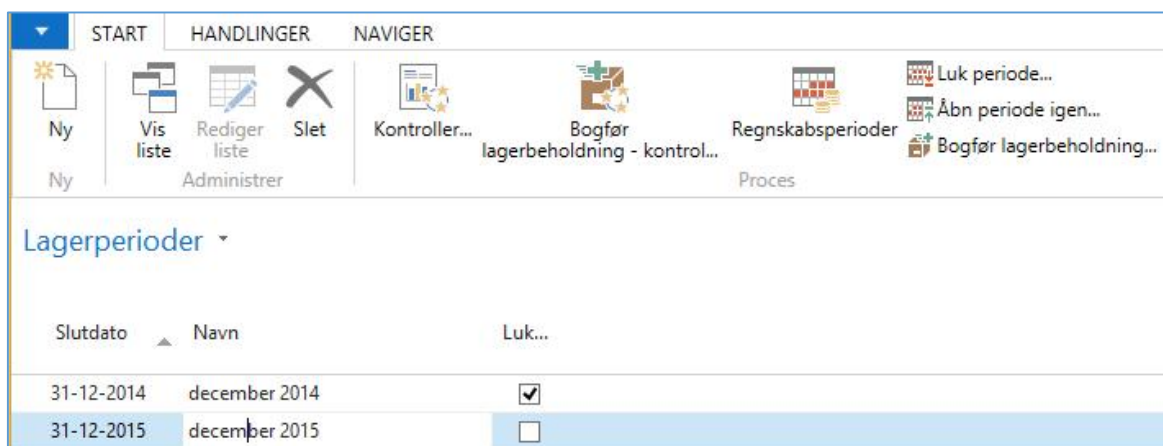 START HANDLINGER NAVIGER
Ny
Vis liste
Rediger liste
Slet
Kontroller...
Bogfør lagerbeholdning - kontrol...
Regnskabsperioder
Luk periode...
Åbn periode igen...
Bogfør lagerbeholdning...
Ny Administrer Proces
Lagerperioder
Slutdato Navn Luk...
31-12-2014 december 2014
31-12-2015 december 2015